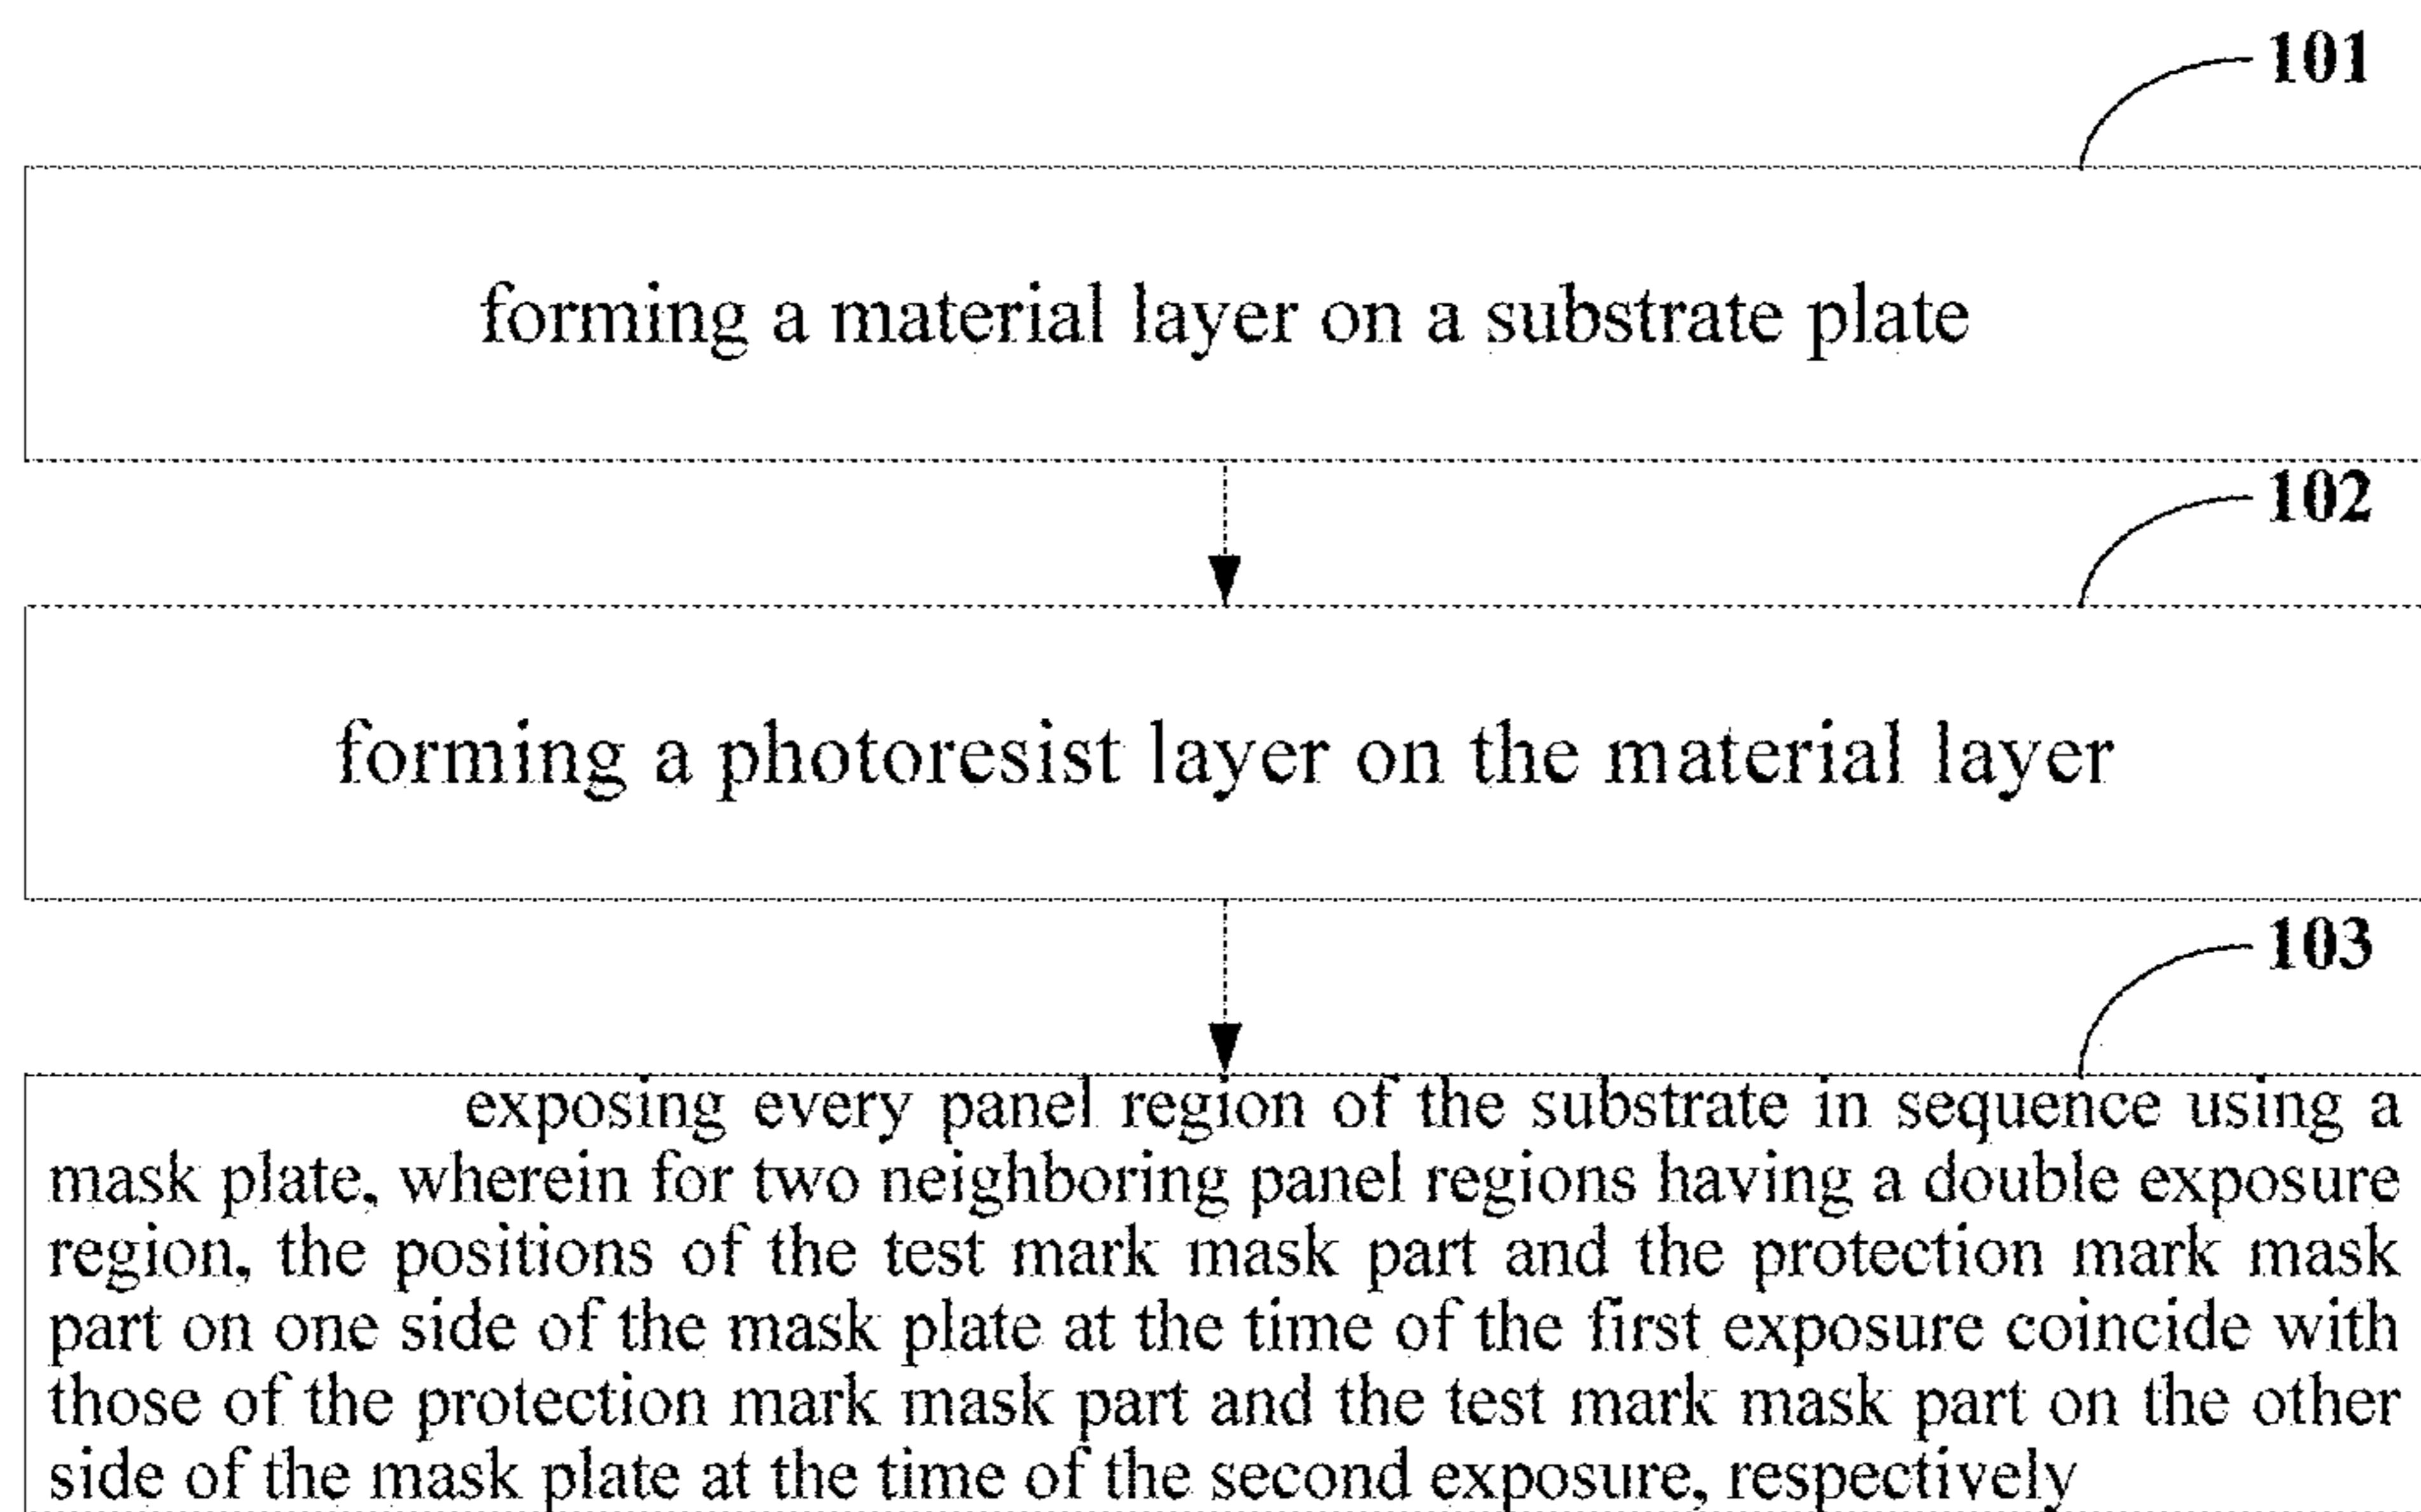 101
forming a material layer on a substrate plate
102
forming a photoresist layer on the material layer
103
exposing every panel region of the substrate in sequence using a
mask plate, wherein for two neighboring panel regions having a double exposure
region, the positions of the test mark mask part and the protection mark mask
part on one side of the mask plate at the time of the first exposure coincide with
those of the protection mark mask part and the test mark mask part on the other
side of the mask plate at the time of the second exposure, respectively